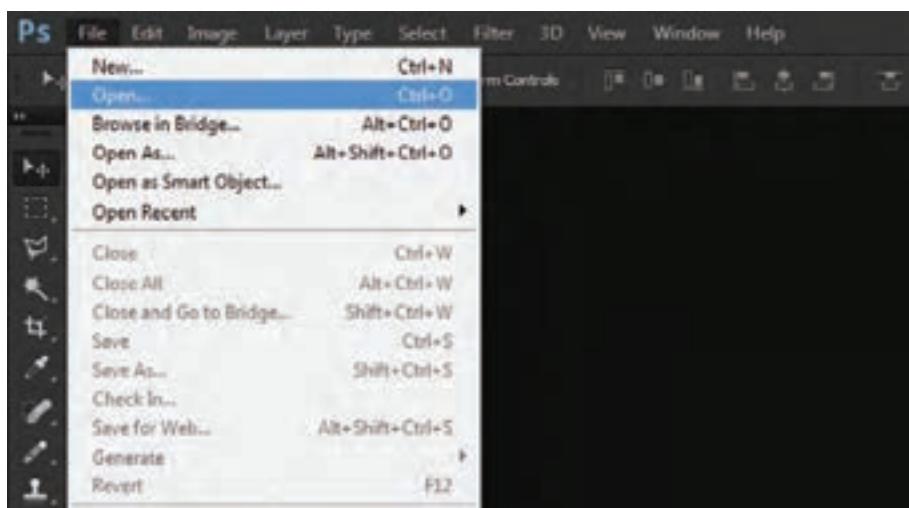 Ps File Edit Image Layer Type Select Filter 3D View Window Help
New... Ctrl+N
rm Controls
Open... Ctrl+O
Browse in Bridge... Alt+Ctrl+O
Open As... Alt+Shift+Ctrl+O
Open as Smart Object...
Open Recent
Close Ctrl+W
Close All Alt+Ctrl+W
Close and Go to Bridge... Shift+Ctrl+W
Save Ctrl+S
Save As... Shift+Ctrl+S
Check In...
Save for Web... Alt+Shift+Ctrl+S
Generate
Revert F12